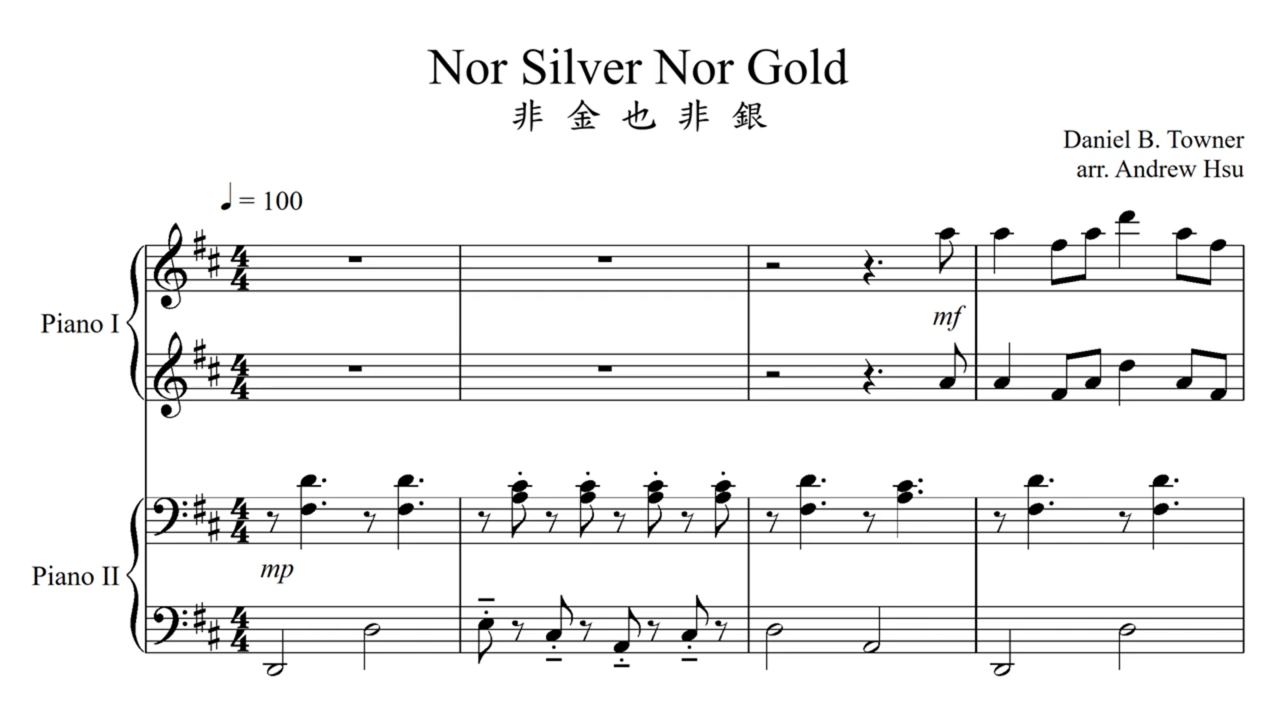 Nor Silver Nor Gold
非金也非銀
Daniel B. Towner
arr. Andrew Hsu
♩ = 100
Piano I
mf
Piano II
mp